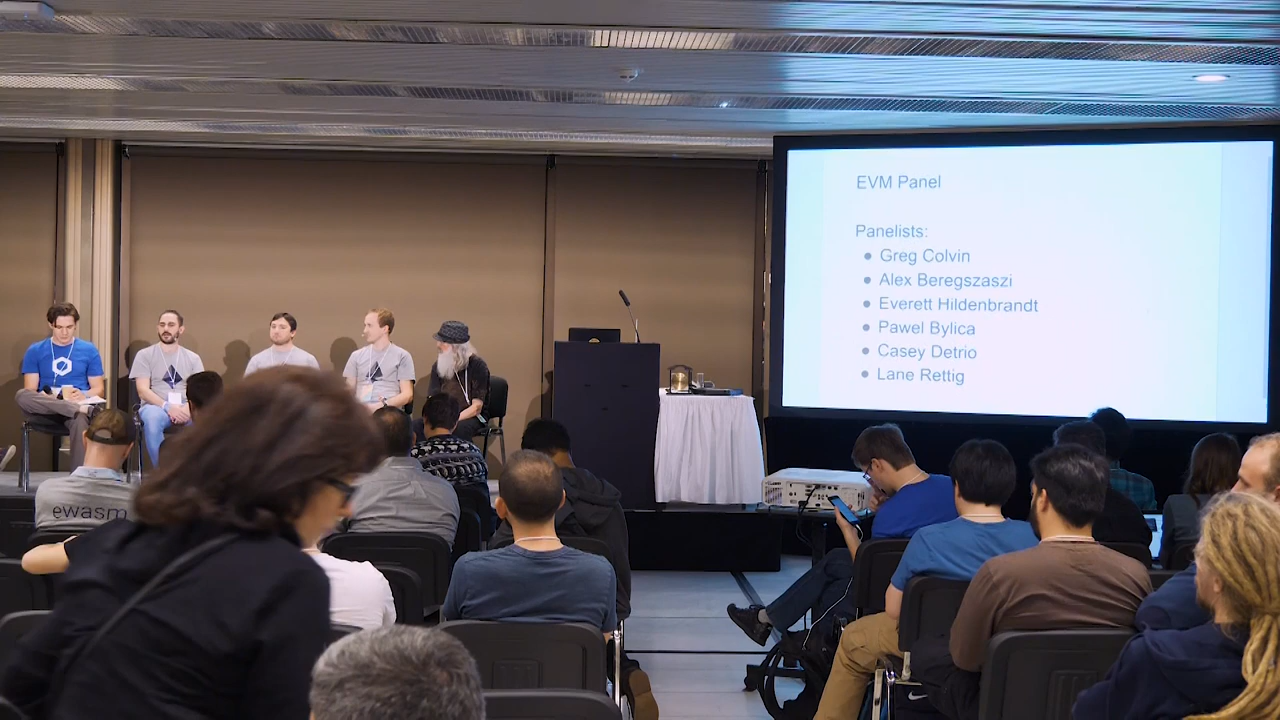 EVM Panel
Panelists:
● Greg Colvin
● Alex Beregszaszi
● Everett Hildenbrandt
● Pawel Bylica
● Casey Detrio
● Lane Rettig
ewasm